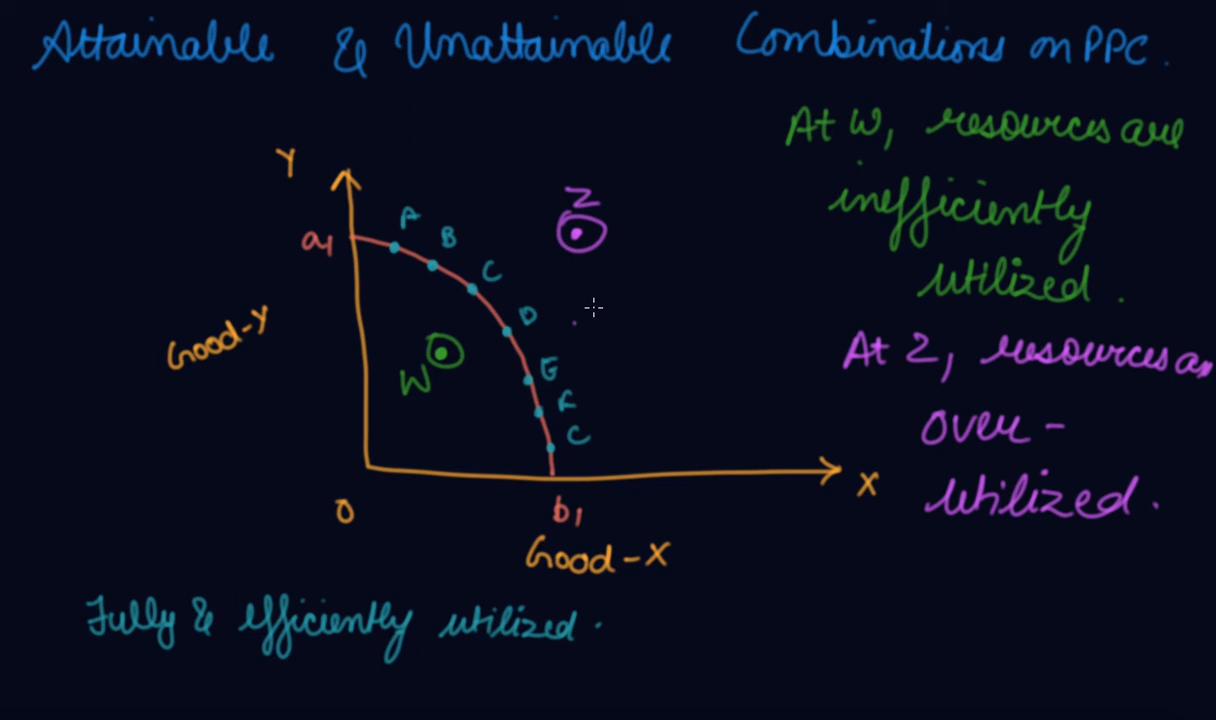 Attainable & Unattainable Combinations on PPC.
At W, resources are
inefficiently
utilized.
At Z, resources a
over-
utilized.
Y
a1
Good-Y
A
B
C
D
E
F
C
Z
W
O
b1
X
Good-X
Fully & efficiently utilized.